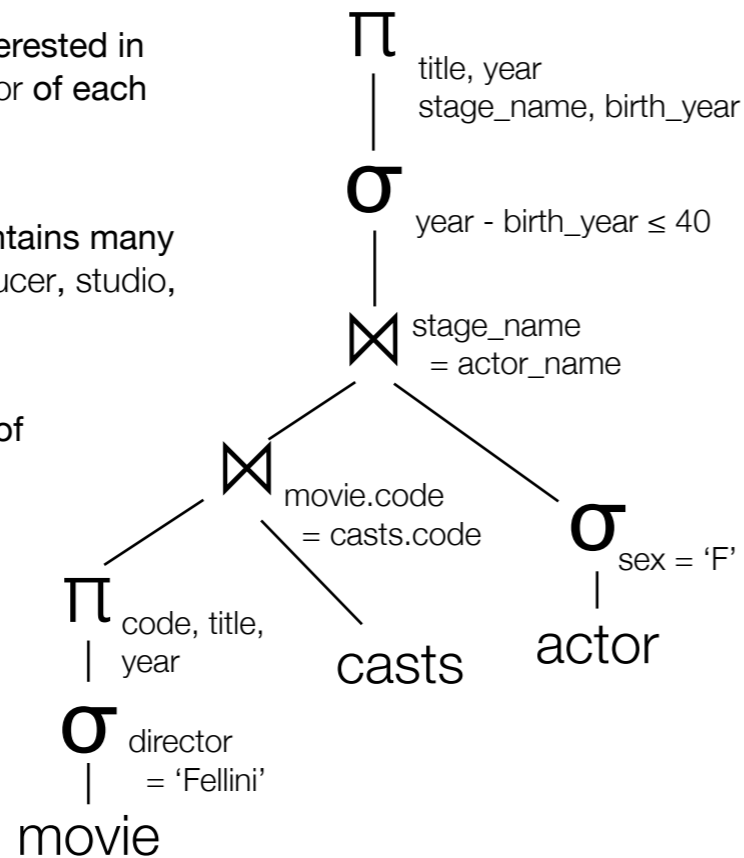 erested in
or of each
ntains many
ucer, studio,
of
π
title, year
stage_name, birth_year
σ
year - birth_year ≤ 40
⋈
stage_name
= actor_name
⋈
movie.code
= casts.code
σ
sex = ‘F’
π
code, title,
year
casts
actor
σ
director
= ‘Fellini’
movie